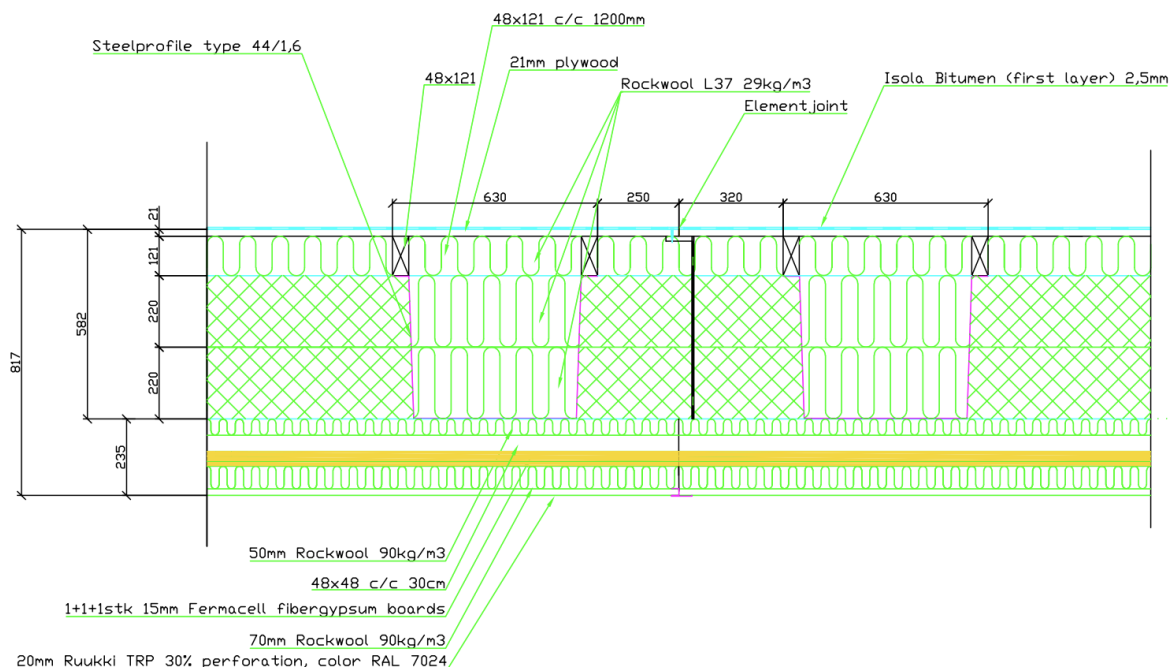 48x121 c/c 1200mm
Steelprofile type 44/1,6
21mm plywood
48x121
Rockwool L37 29kg/m3
Isola Bitumen (first layer) 2,5mm
Elementjoint
630
250
320
630
21
121
220
582
817
220
235
50mm Rockwool 90kg/m3
48x48 c/c 30cm
1+1+1stk 15mm Fermacell fibergypsum boards
70mm Rockwool 90kg/m3
20mm Ruukki TRP 30% perforation, color RAL 7024